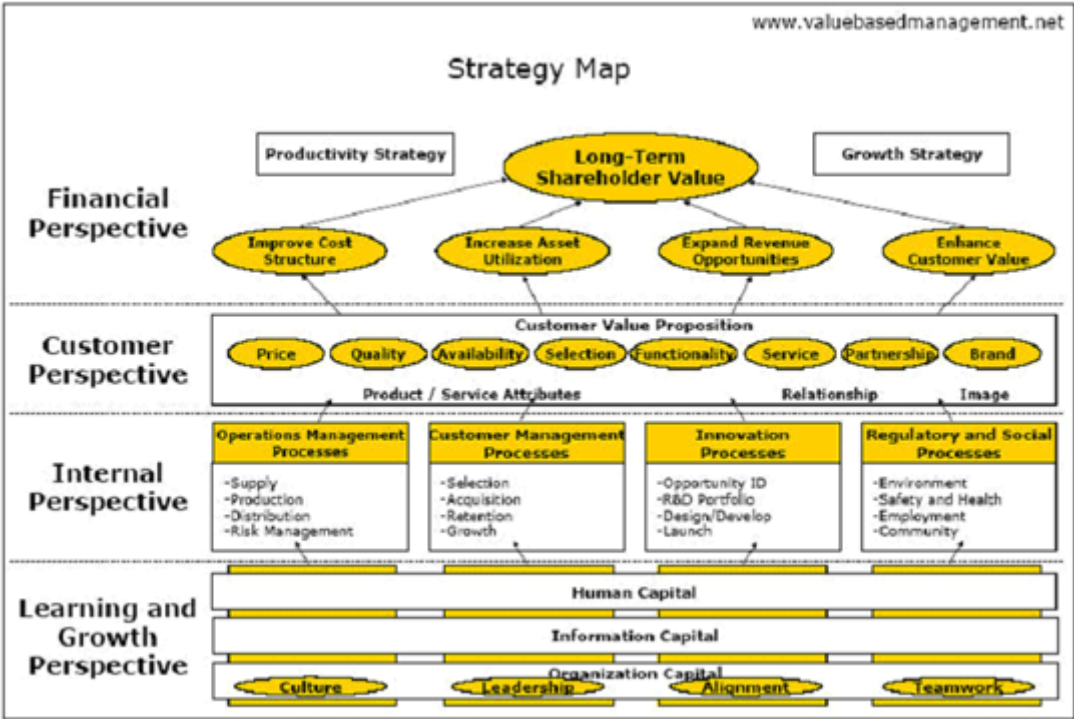 www.valuebasedmanagement.net
Strategy Map
Productivity Strategy
Long-Term
Shareholder Value
Growth Strategy
Financial
Perspective
Improve Cost
Structure
Increase Asset
Utilization
Expand Revenue
Opportunities
Enhance
Customer Value
Customer
Perspective
Customer Value Proposition
Price
Quality
Availability
Selection
Functionality
Service
Partnership
Brand
Product / Service Attributes
Relationship
Image
Internal
Perspective
Operations Management
Processes
-Supply
-Production
-Distribution
-Risk Management
Customer Management
Processes
-Selection
-Acquisition
-Retention
-Growth
Innovation
Processes
-Opportunity ID
-R&D Portfolio
-Design/Develop
-Launch
Regulatory and Social
Processes
-Environment
-Safety and Health
-Employment
-Community
Learning and
Growth
Perspective
Human Capital
Information Capital
Organization Capital
Culture
Leadership
Alignment
Teamwork